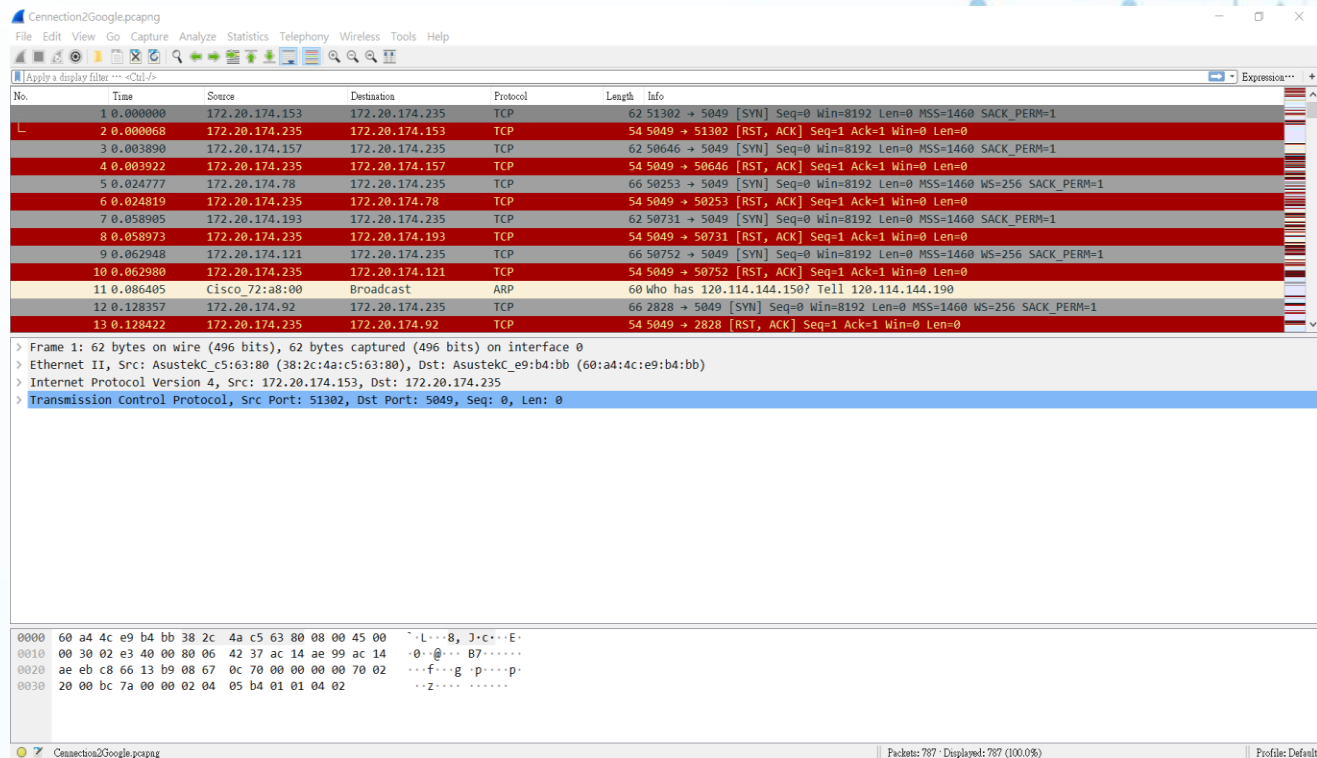 Cennection2Google.pcapng
File Edit View Go Capture Analyze Statistics Telephony Wireless Tools Help
Apply a display filter ··· <Ctrl-/> Expression··· +
No. Time Source Destination Protocol Length Info
1 0.000000 172.20.174.153 172.20.174.235 TCP 62 51302 → 5049 [SYN] Seq=0 Win=8192 Len=0 MSS=1460 SACK_PERM=1
2 0.000068 172.20.174.235 172.20.174.153 TCP 54 5049 → 51302 [RST, ACK] Seq=1 Ack=1 Win=0 Len=0
3 0.003890 172.20.174.157 172.20.174.235 TCP 62 50646 → 5049 [SYN] Seq=0 Win=8192 Len=0 MSS=1460 SACK_PERM=1
4 0.003922 172.20.174.235 172.20.174.157 TCP 54 5049 → 50646 [RST, ACK] Seq=1 Ack=1 Win=0 Len=0
5 0.024777 172.20.174.78 172.20.174.235 TCP 66 50253 → 5049 [SYN] Seq=0 Win=8192 Len=0 MSS=1460 WS=256 SACK_PERM=1
6 0.024819 172.20.174.235 172.20.174.78 TCP 54 5049 → 50253 [RST, ACK] Seq=1 Ack=1 Win=0 Len=0
7 0.058905 172.20.174.193 172.20.174.235 TCP 62 50731 → 5049 [SYN] Seq=0 Win=8192 Len=0 MSS=1460 SACK_PERM=1
8 0.058973 172.20.174.235 172.20.174.193 TCP 54 5049 → 50731 [RST, ACK] Seq=1 Ack=1 Win=0 Len=0
9 0.062948 172.20.174.121 172.20.174.235 TCP 66 50752 → 5049 [SYN] Seq=0 Win=8192 Len=0 MSS=1460 WS=256 SACK_PERM=1
10 0.062980 172.20.174.235 172.20.174.121 TCP 54 5049 → 50752 [RST, ACK] Seq=1 Ack=1 Win=0 Len=0
11 0.086405 Cisco_72:a8:00 Broadcast ARP 60 Who has 120.114.144.150? Tell 120.114.144.190
12 0.128357 172.20.174.92 172.20.174.235 TCP 66 2828 → 5049 [SYN] Seq=0 Win=8192 Len=0 MSS=1460 WS=256 SACK_PERM=1
13 0.128422 172.20.174.235 172.20.174.92 TCP 54 5049 → 2828 [RST, ACK] Seq=1 Ack=1 Win=0 Len=0
> Frame 1: 62 bytes on wire (496 bits), 62 bytes captured (496 bits) on interface 0
> Ethernet II, Src: AsustekC_c5:63:80 (38:2c:4a:c5:63:80), Dst: AsustekC_e9:b4:bb (60:a4:4c:e9:b4:bb)
> Internet Protocol Version 4, Src: 172.20.174.153, Dst: 172.20.174.235
> Transmission Control Protocol, Src Port: 51302, Dst Port: 5049, Seq: 0, Len: 0
0000 60 a4 4c e9 b4 bb 38 2c 4a c5 63 80 08 00 45 00 `·L···8, J·c···E·
0010 00 30 02 e3 40 00 80 06 42 37 ac 14 ae 99 ac 14 ·0··@··· B7······
0020 ae eb c8 66 13 b9 08 67 0c 70 00 00 00 00 70 02 ···f···g ·p····p·
0030 20 00 bc 7a 00 00 02 04 05 b4 01 01 04 02 ··z···· ······
Cennection2Google.pcapng Packets: 787 · Displayed: 787 (100.0%) Profile: Default